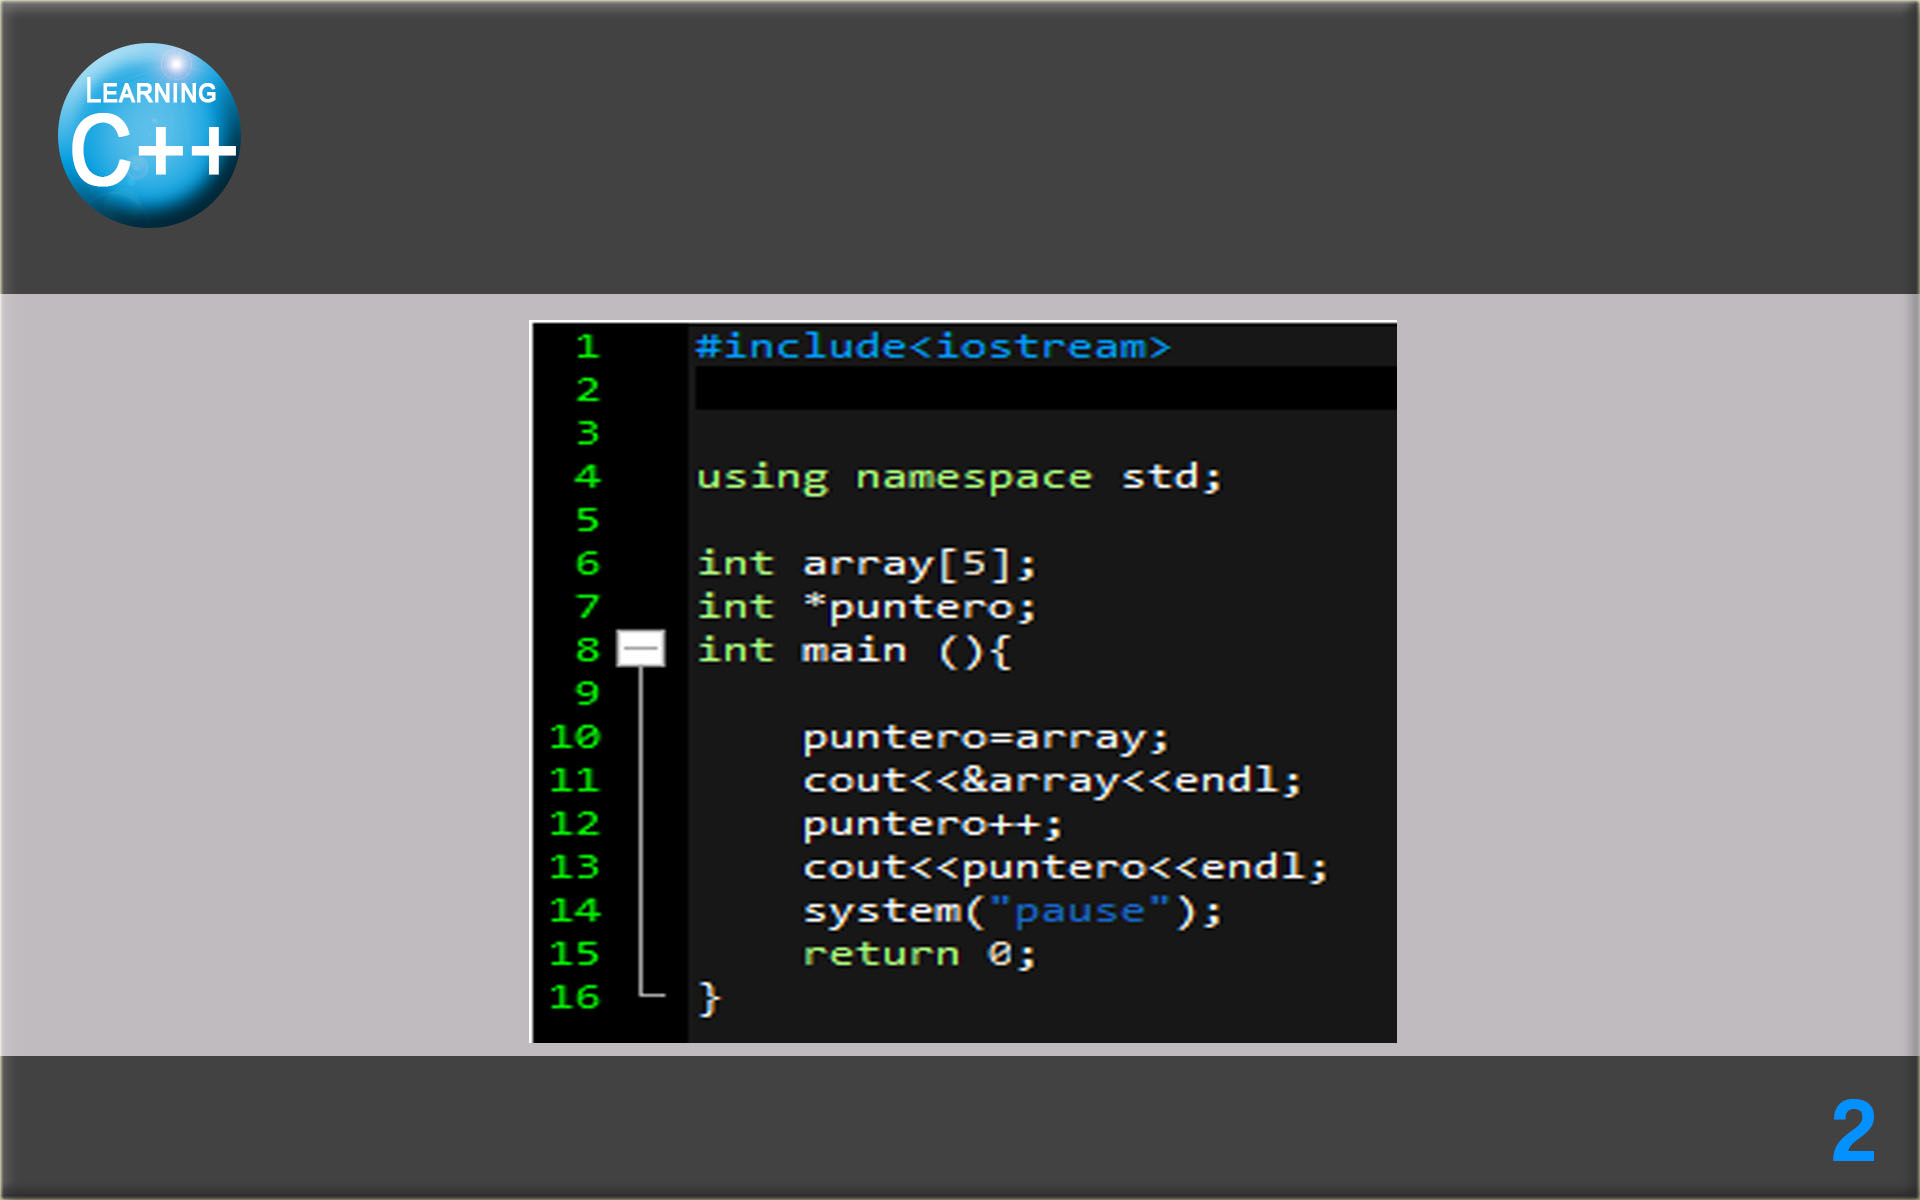 LEARNING
C++
1 #include<iostream>
2
3
4 using namespace std;
5
6 int array[5];
7 int *puntero;
8 int main (){
9
10 puntero=array;
11 cout<<&array<<endl;
12 puntero++;
13 cout<<puntero<<endl;
14 system("pause");
15 return 0;
16 }
2